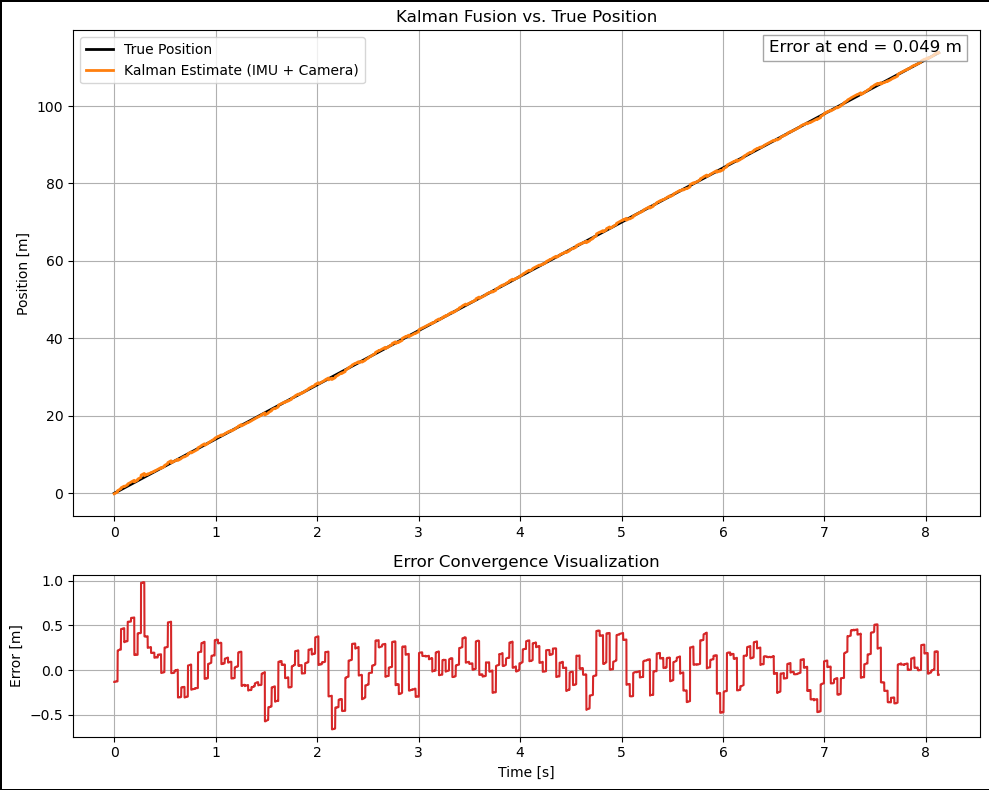 Kalman Fusion vs. True Position
True Position
Kalman Estimate (IMU + Camera)
Error at end = 0.049 m
Position [m]
100
80
60
40
20
0
0 1 2 3 4 5 6 7 8
Error Convergence Visualization
Error [m]
1.0
0.5
0.0
−0.5
0 1 2 3 4 5 6 7 8
Time [s]